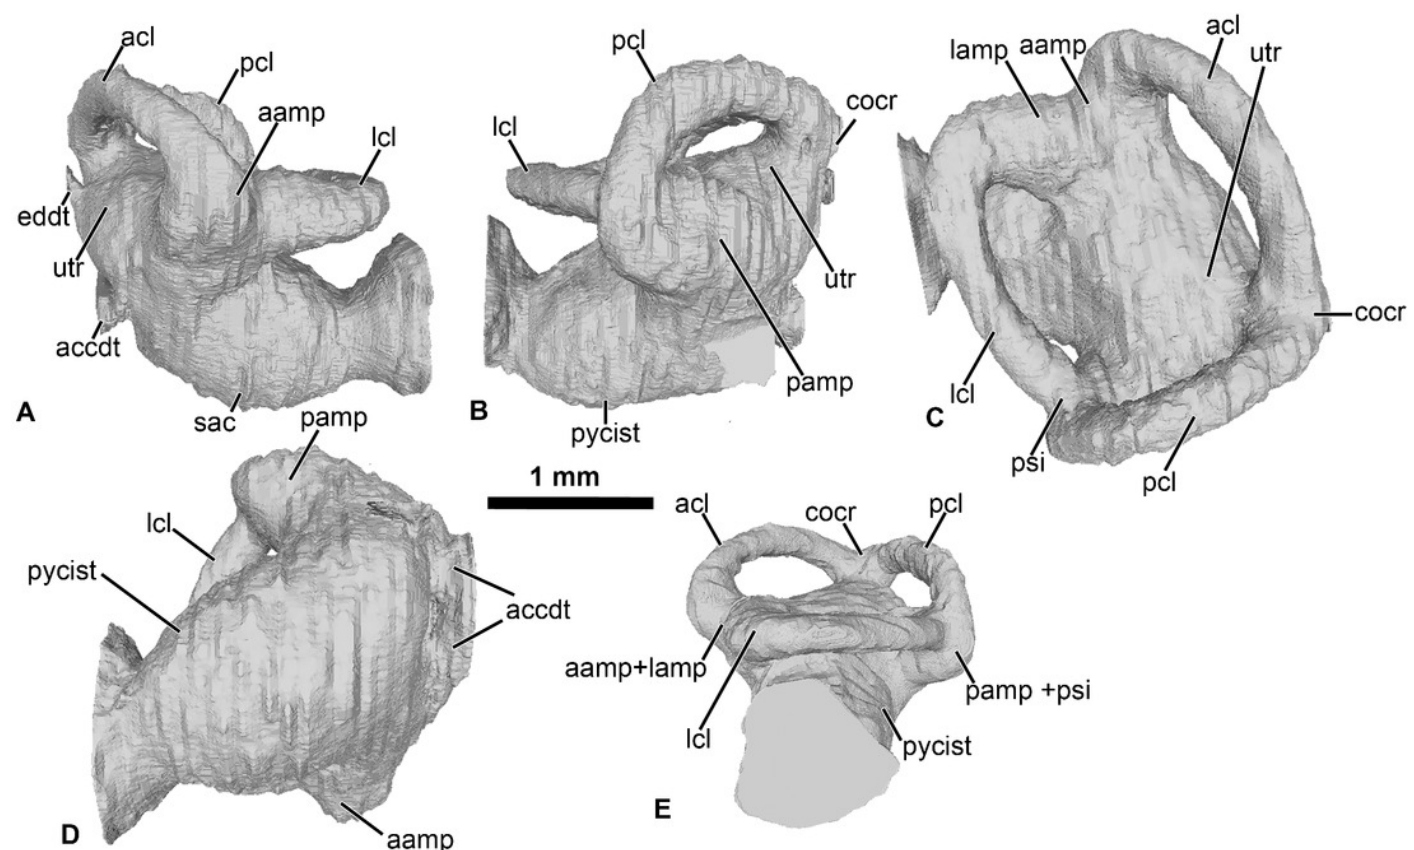 acl
pcl
aamp
lcl
eddt
utr
accdt
sac
A
pcl
cocr
lcl
utr
pamp
pycist
B
lamp
aamp
acl
utr
cocr
lcl
psi
pcl
C
pamp
lcl
pycist
accdt
aamp
D
1 mm
acl
cocr
pcl
aamp+lamp
pamp +psi
lcl
pycist
E